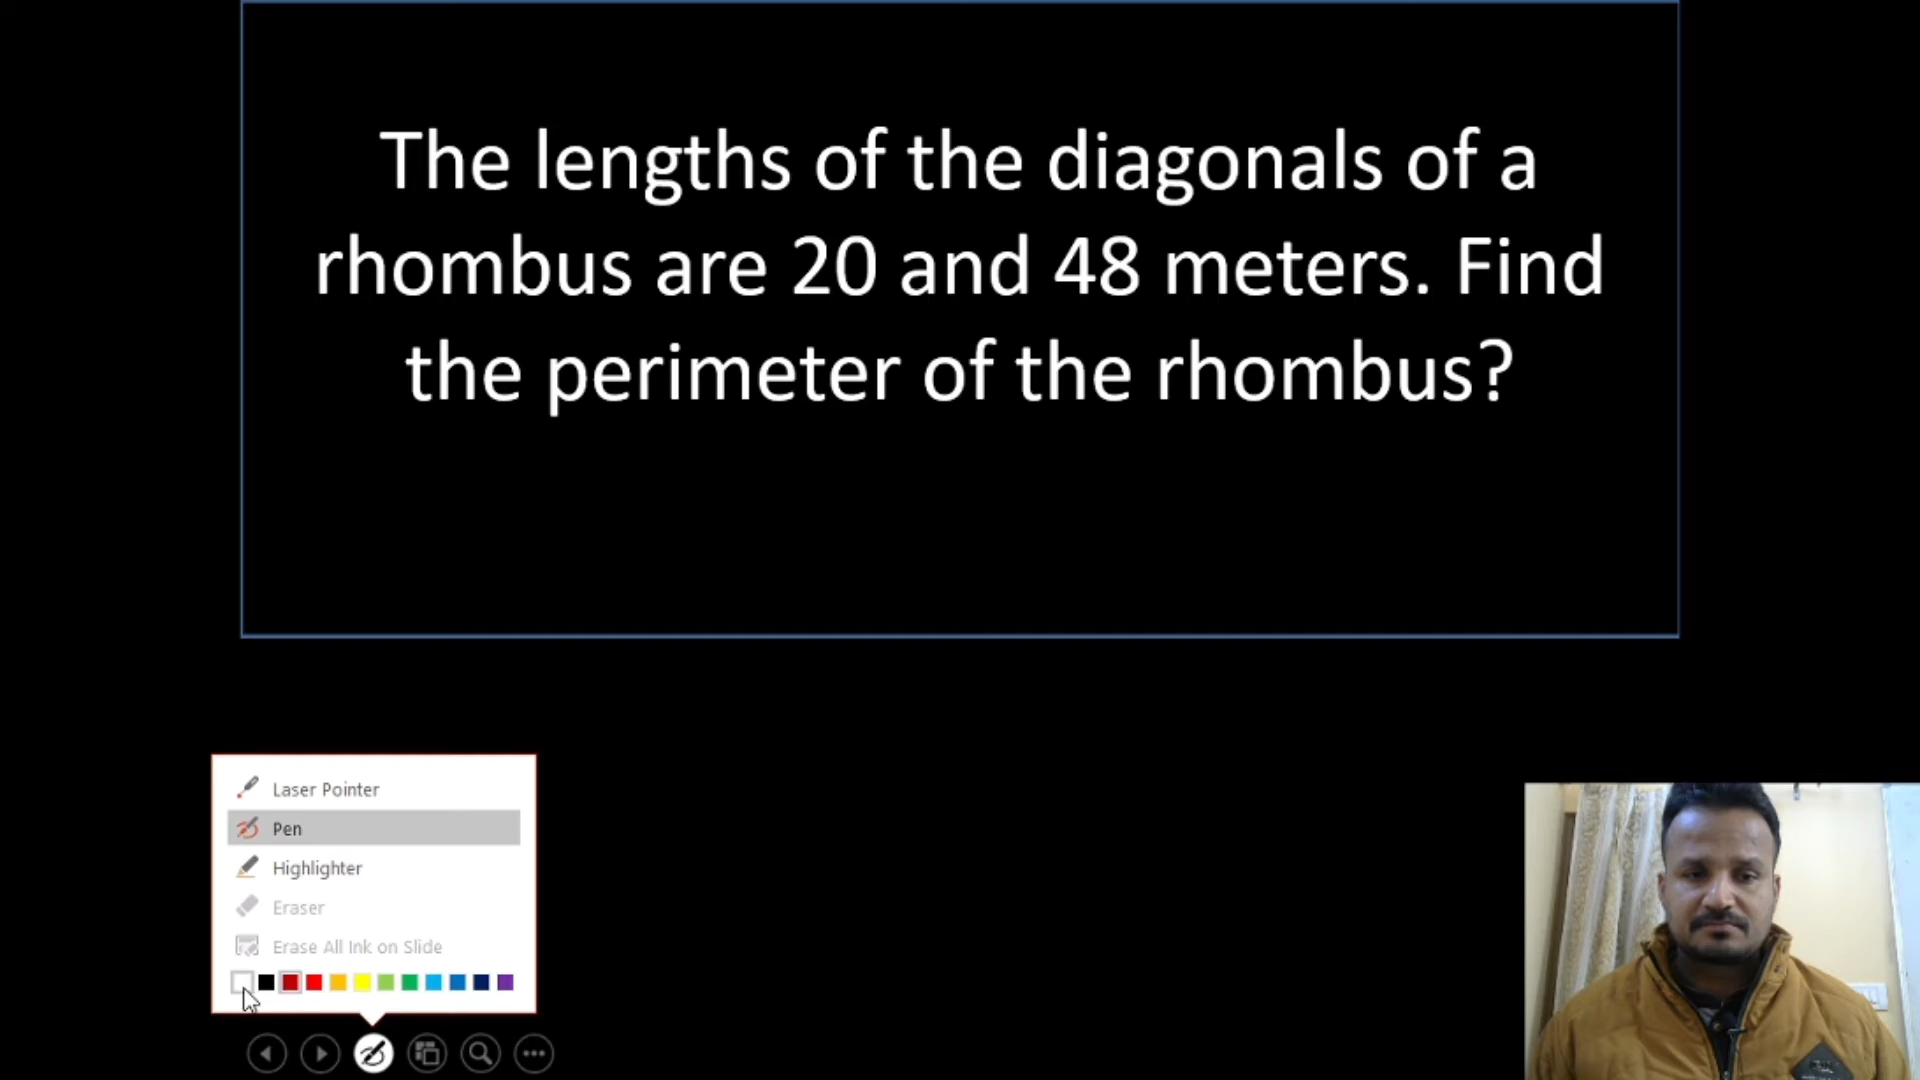 The lengths of the diagonals of a
rhombus are 20 and 48 meters. Find
the perimeter of the rhombus?
Laser Pointer
Pen
Highlighter
Eraser
Erase All Ink on Slide